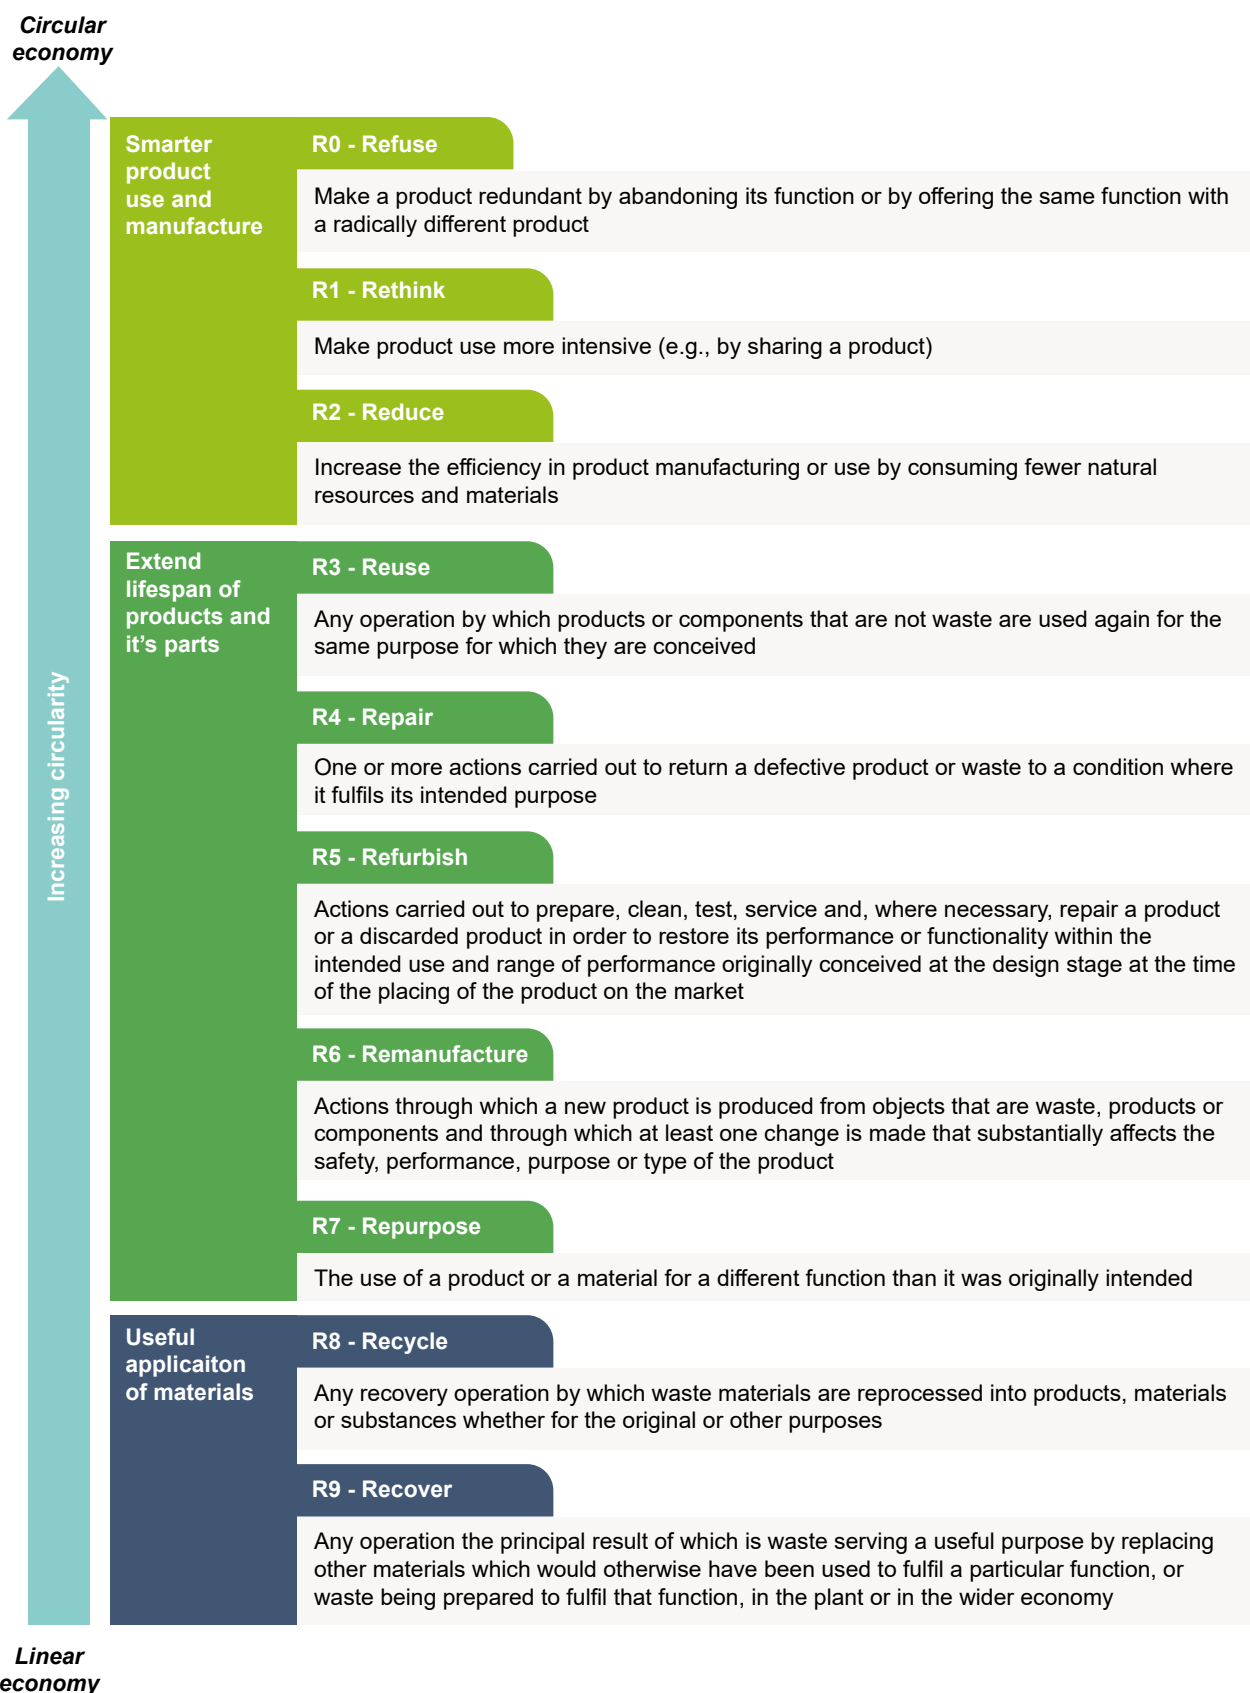 Circular
economy
Smarter
product
use and
manufacture
R0 - Refuse
Make a product redundant by abandoning its function or by offering the same function with
a radically different product
R1 - Rethink
Make product use more intensive (e.g., by sharing a product)
R2 - Reduce
Increase the efficiency in product manufacturing or use by consuming fewer natural
resources and materials
Extend
lifespan of
products and
it’s parts
R3 - Reuse
Any operation by which products or components that are not waste are used again for the
same purpose for which they are conceived
R4 - Repair
One or more actions carried out to return a defective product or waste to a condition where
it fulfils its intended purpose
R5 - Refurbish
Actions carried out to prepare, clean, test, service and, where necessary, repair a product
or a discarded product in order to restore its performance or functionality within the
intended use and range of performance originally conceived at the design stage at the time
of the placing of the product on the market
R6 - Remanufacture
Actions through which a new product is produced from objects that are waste, products or
components and through which at least one change is made that substantially affects the
safety, performance, purpose or type of the product
R7 - Repurpose
The use of a product or a material for a different function than it was originally intended
Useful
applicaiton
of materials
R8 - Recycle
Any recovery operation by which waste materials are reprocessed into products, materials
or substances whether for the original or other purposes
R9 - Recover
Any operation the principal result of which is waste serving a useful purpose by replacing
other materials which would otherwise have been used to fulfil a particular function, or
waste being prepared to fulfil that function, in the plant or in the wider economy
Increasing circularity
Linear
economy